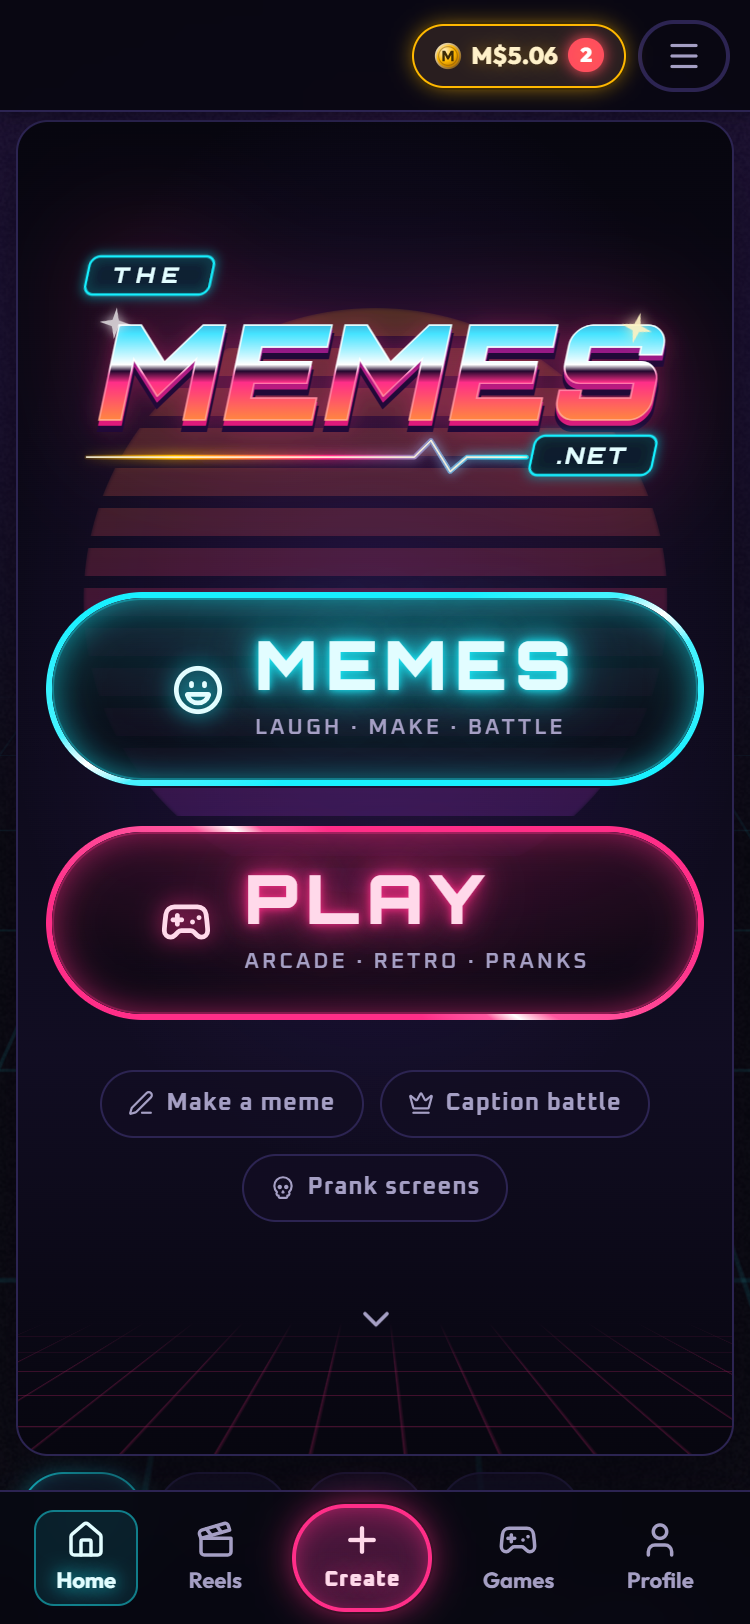 M M$5.06 2
THE
MEMES
.NET
MEMES
LAUGH · MAKE · BATTLE
PLAY
ARCADE · RETRO · PRANKS
Make a meme
Caption battle
Prank screens
Home
Reels
Create
Games
Profile